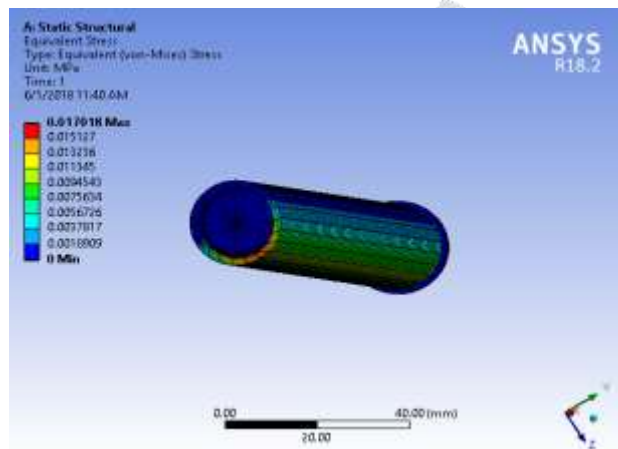 A: Static Structural
Equivalent Stress
Type: Equivalent (von-Mises) Stress
Unit: MPa
Time: 1
6/1/2018 11:40 AM
ANSYS
R18.2
0.017018 Max
0.015127
0.013236
0.011345
0.0094543
0.0075634
0.0056726
0.0037817
0.0018909
0 Min
0.00
40.00 (mm)
20.00
Z